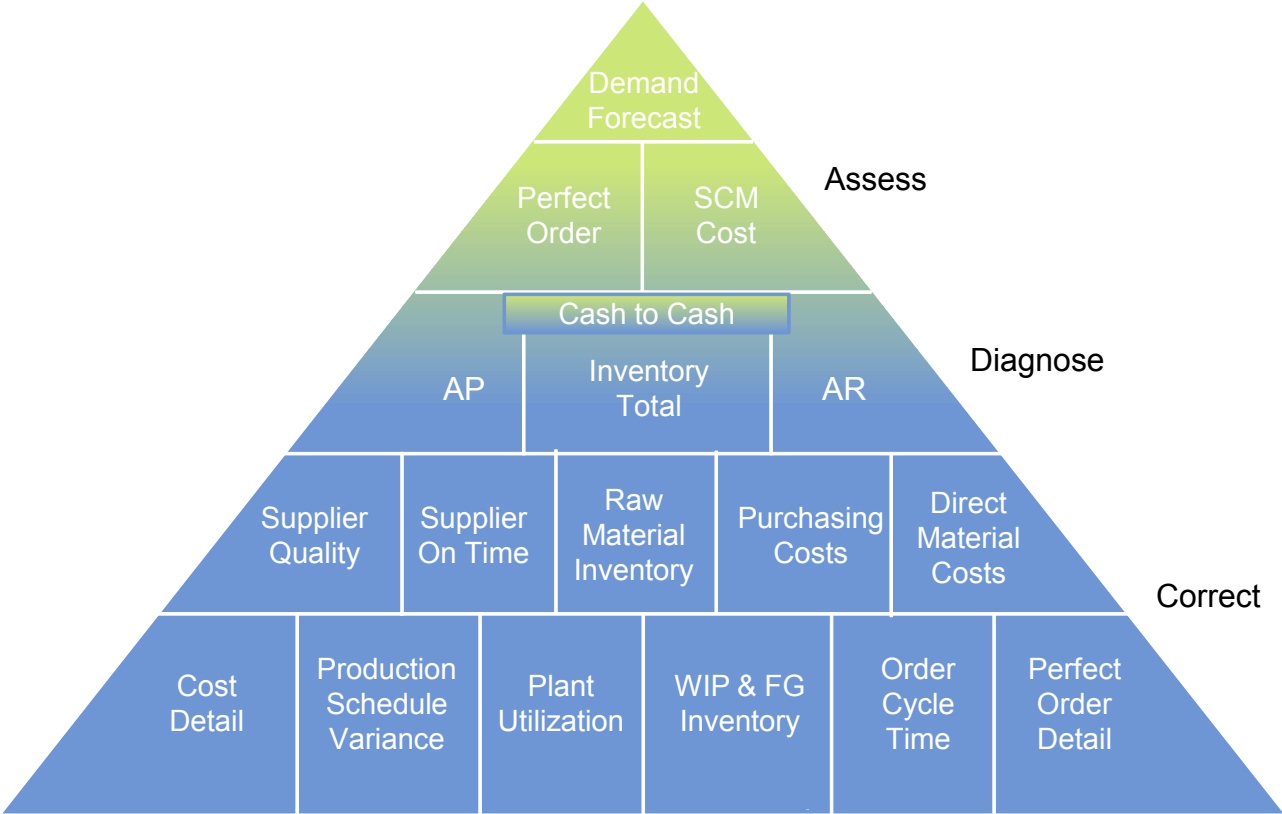 Demand
Forecast
Perfect
Order
SCM
Cost
Assess
Cash to Cash
AP
Inventory
Total
AR
Diagnose
Supplier
Quality
Supplier
On Time
Raw
Material
Inventory
Purchasing
Costs
Direct
Material
Costs
Correct
Cost
Detail
Production
Schedule
Variance
Plant
Utilization
WIP & FG
Inventory
Order
Cycle
Time
Perfect
Order
Detail